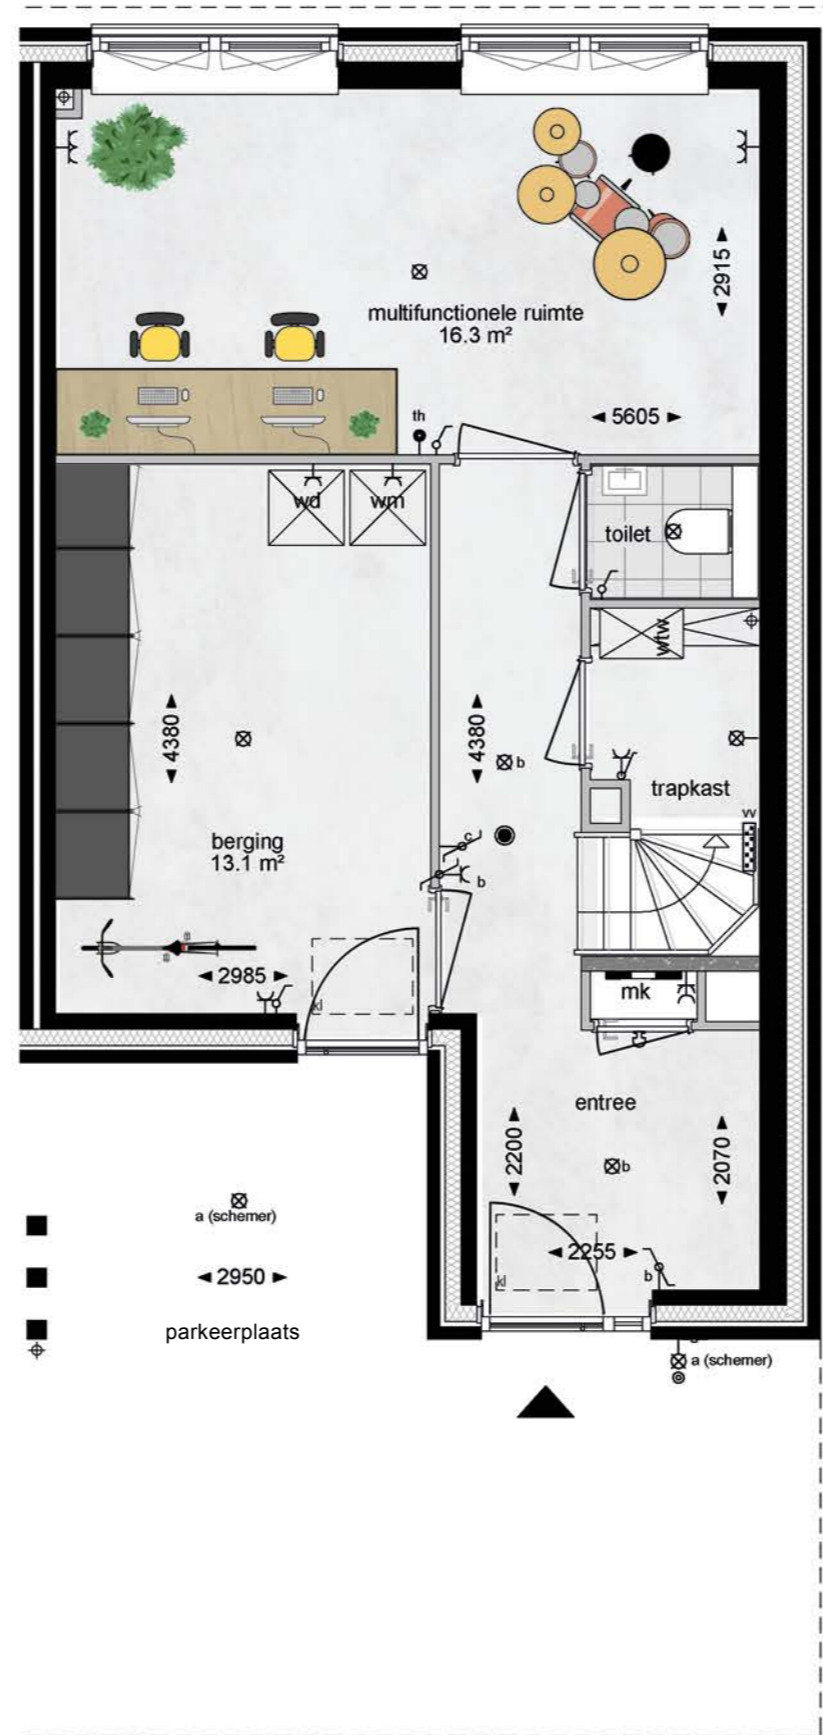 multifunctionele ruimte
16.3 m²
2915
5605
th
wd
wm
toilet
wtw
4380
4380
b
trapkast
vv
berging
13.1 m²
c
b
2985
kl
mk
entree
2200
2070
b
a (schemer)
2255
kl
b
2950
parkeerplaats
a (schemer)